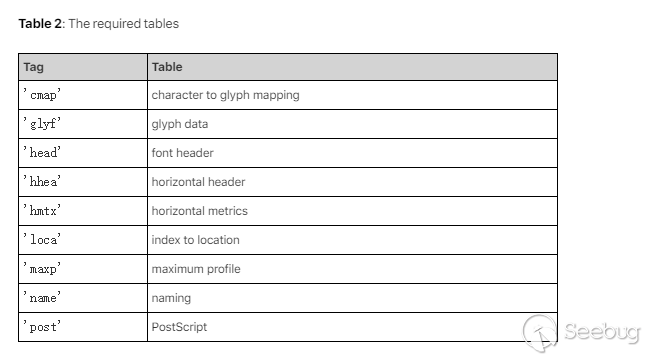 Table 2: The required tables
Tag Table
'cmap' character to glyph mapping
'glyf' glyph data
'head' font header
'hhea' horizontal header
'hmtx' horizontal metrics
'loca' index to location
'maxp' maximum profile
'name' naming
'post' PostScript
Seebug